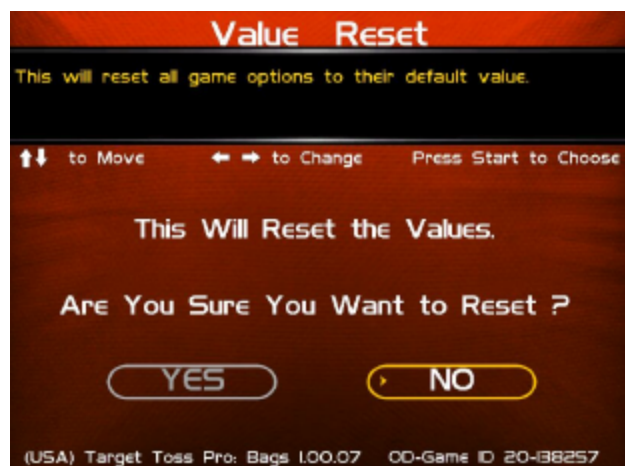 Value Reset
This will reset all game options to their default value.
⬆⬇ to Move ⬅ ➡ to Change Press Start to Choose
This Will Reset the Values.
Are You Sure You Want to Reset ?
YES NO
(USA) Target Toss Pro: Bags 1.00.07 OD-Game ID 20-138257